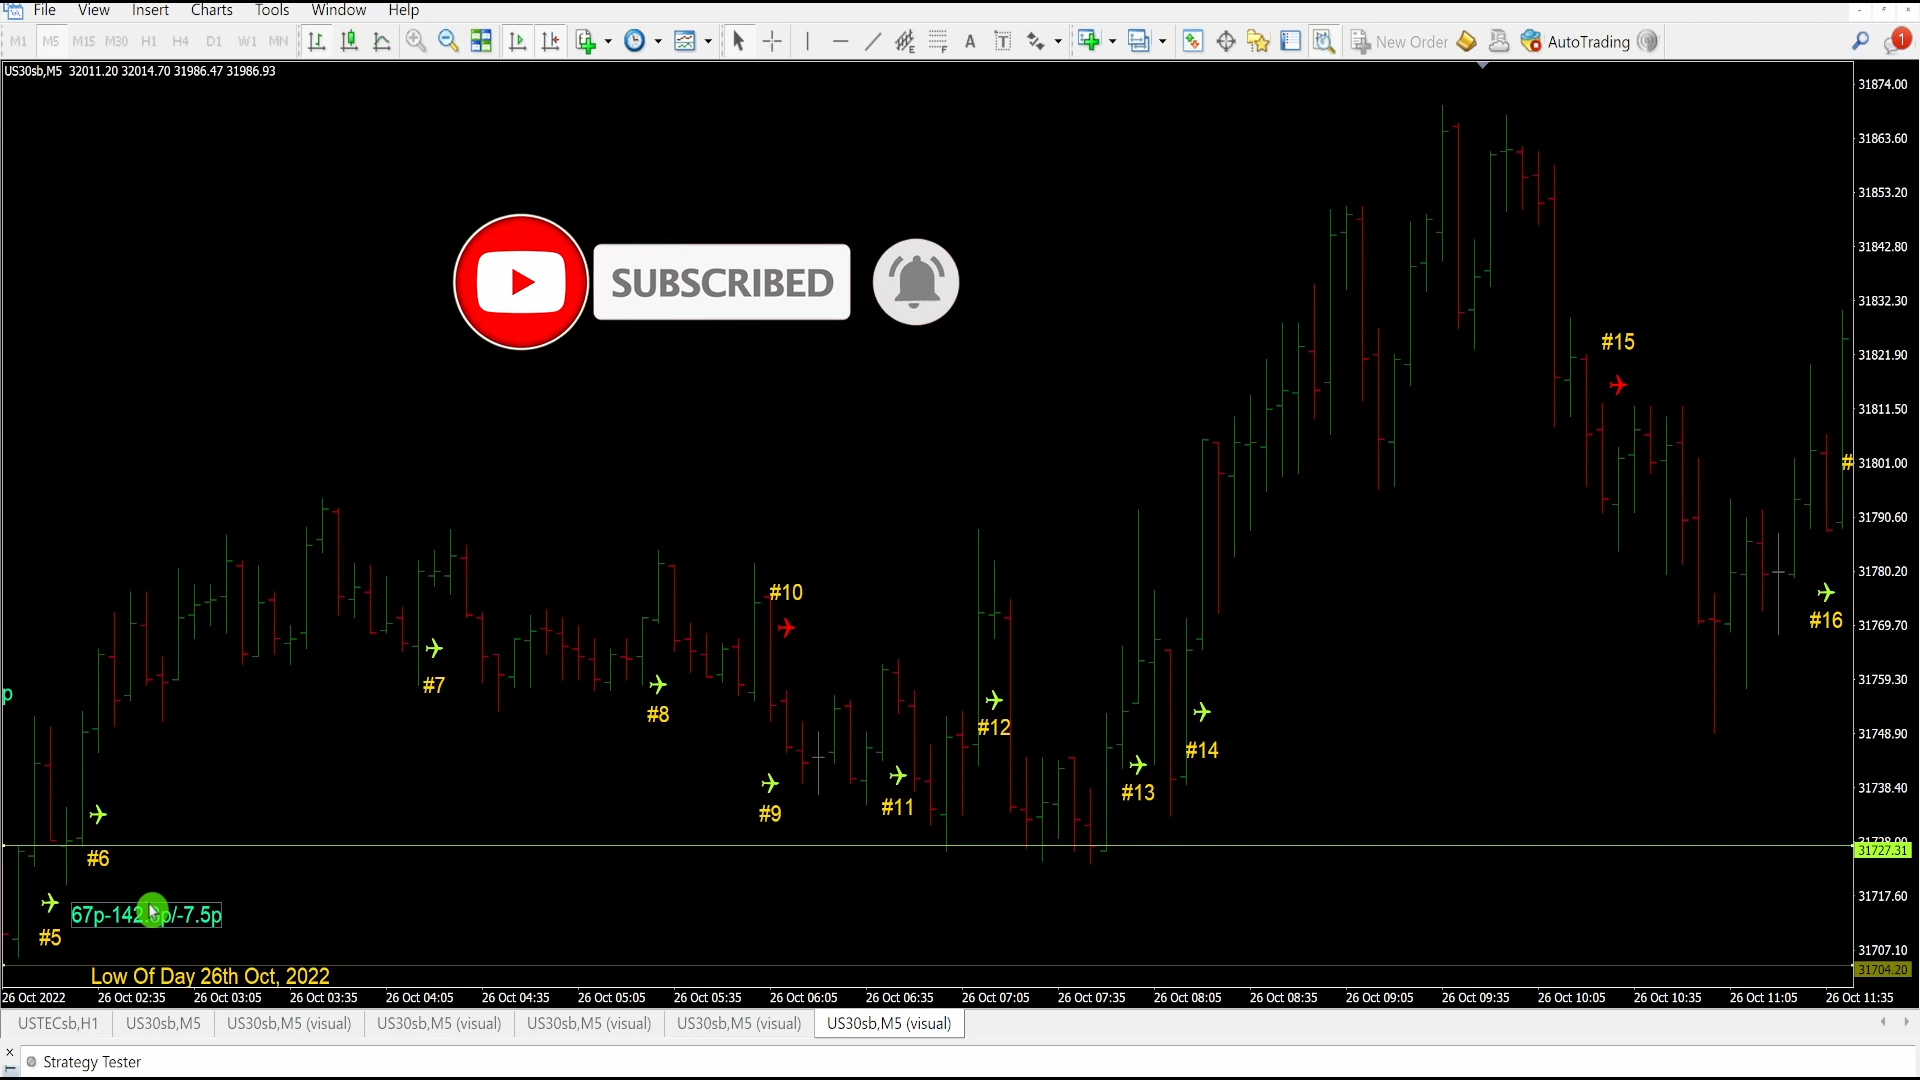 File View Insert Charts Tools Window Help
M1 M5 M15 M30 H1 H4 D1 W1 MN
New Order
AutoTrading
1
US30sb,M5 32011.20 32014.70 31986.47 31986.93
31874.00
31863.60
31853.20
31842.80
31832.30
31821.90
31811.50
31801.00
31790.60
31780.20
31769.70
31759.30
31748.90
31738.40
31727.31
31717.60
31707.10
31704.20
SUBSCRIBED
#15
#
#10
#16
p
#7
#8
#12
#14
#13
#11
#9
#6
#5
Low Of Day 26th Oct, 2022
26 Oct 2022 26 Oct 02:35 26 Oct 03:05 26 Oct 03:35 26 Oct 04:05 26 Oct 04:35 26 Oct 05:05 26 Oct 05:35 26 Oct 06:05 26 Oct 06:35 26 Oct 07:05 26 Oct 07:35 26 Oct 08:05 26 Oct 08:35 26 Oct 09:05 26 Oct 09:35 26 Oct 10:05 26 Oct 10:35 26 Oct 11:05 26 Oct 11:35
USTECsb,H1 US30sb,M5 US30sb,M5 (visual) US30sb,M5 (visual) US30sb,M5 (visual) US30sb,M5 (visual) US30sb,M5 (visual)
Strategy Tester